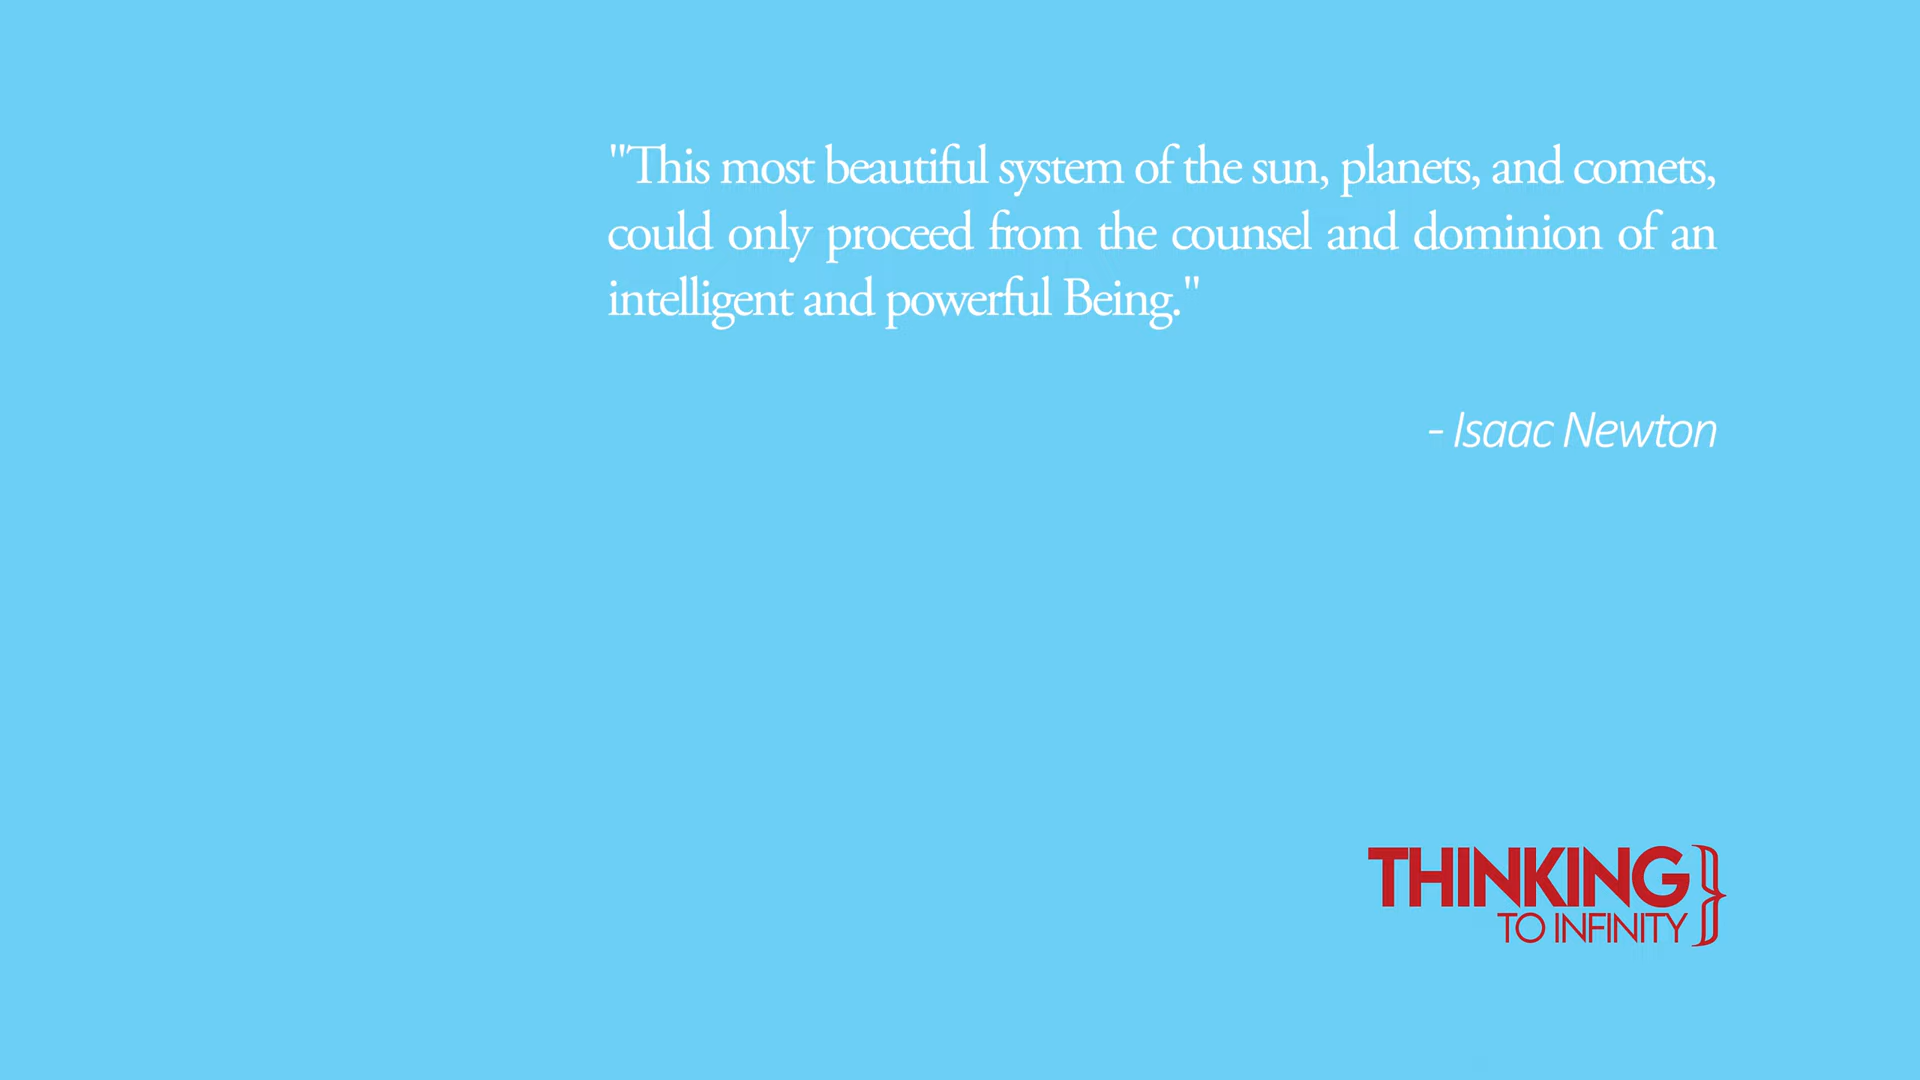 "This most beautiful system of the sun, planets, and comets,
could only proceed from the counsel and dominion of an
intelligent and powerful Being."
- Isaac Newton
THINKING
TO INFINITY